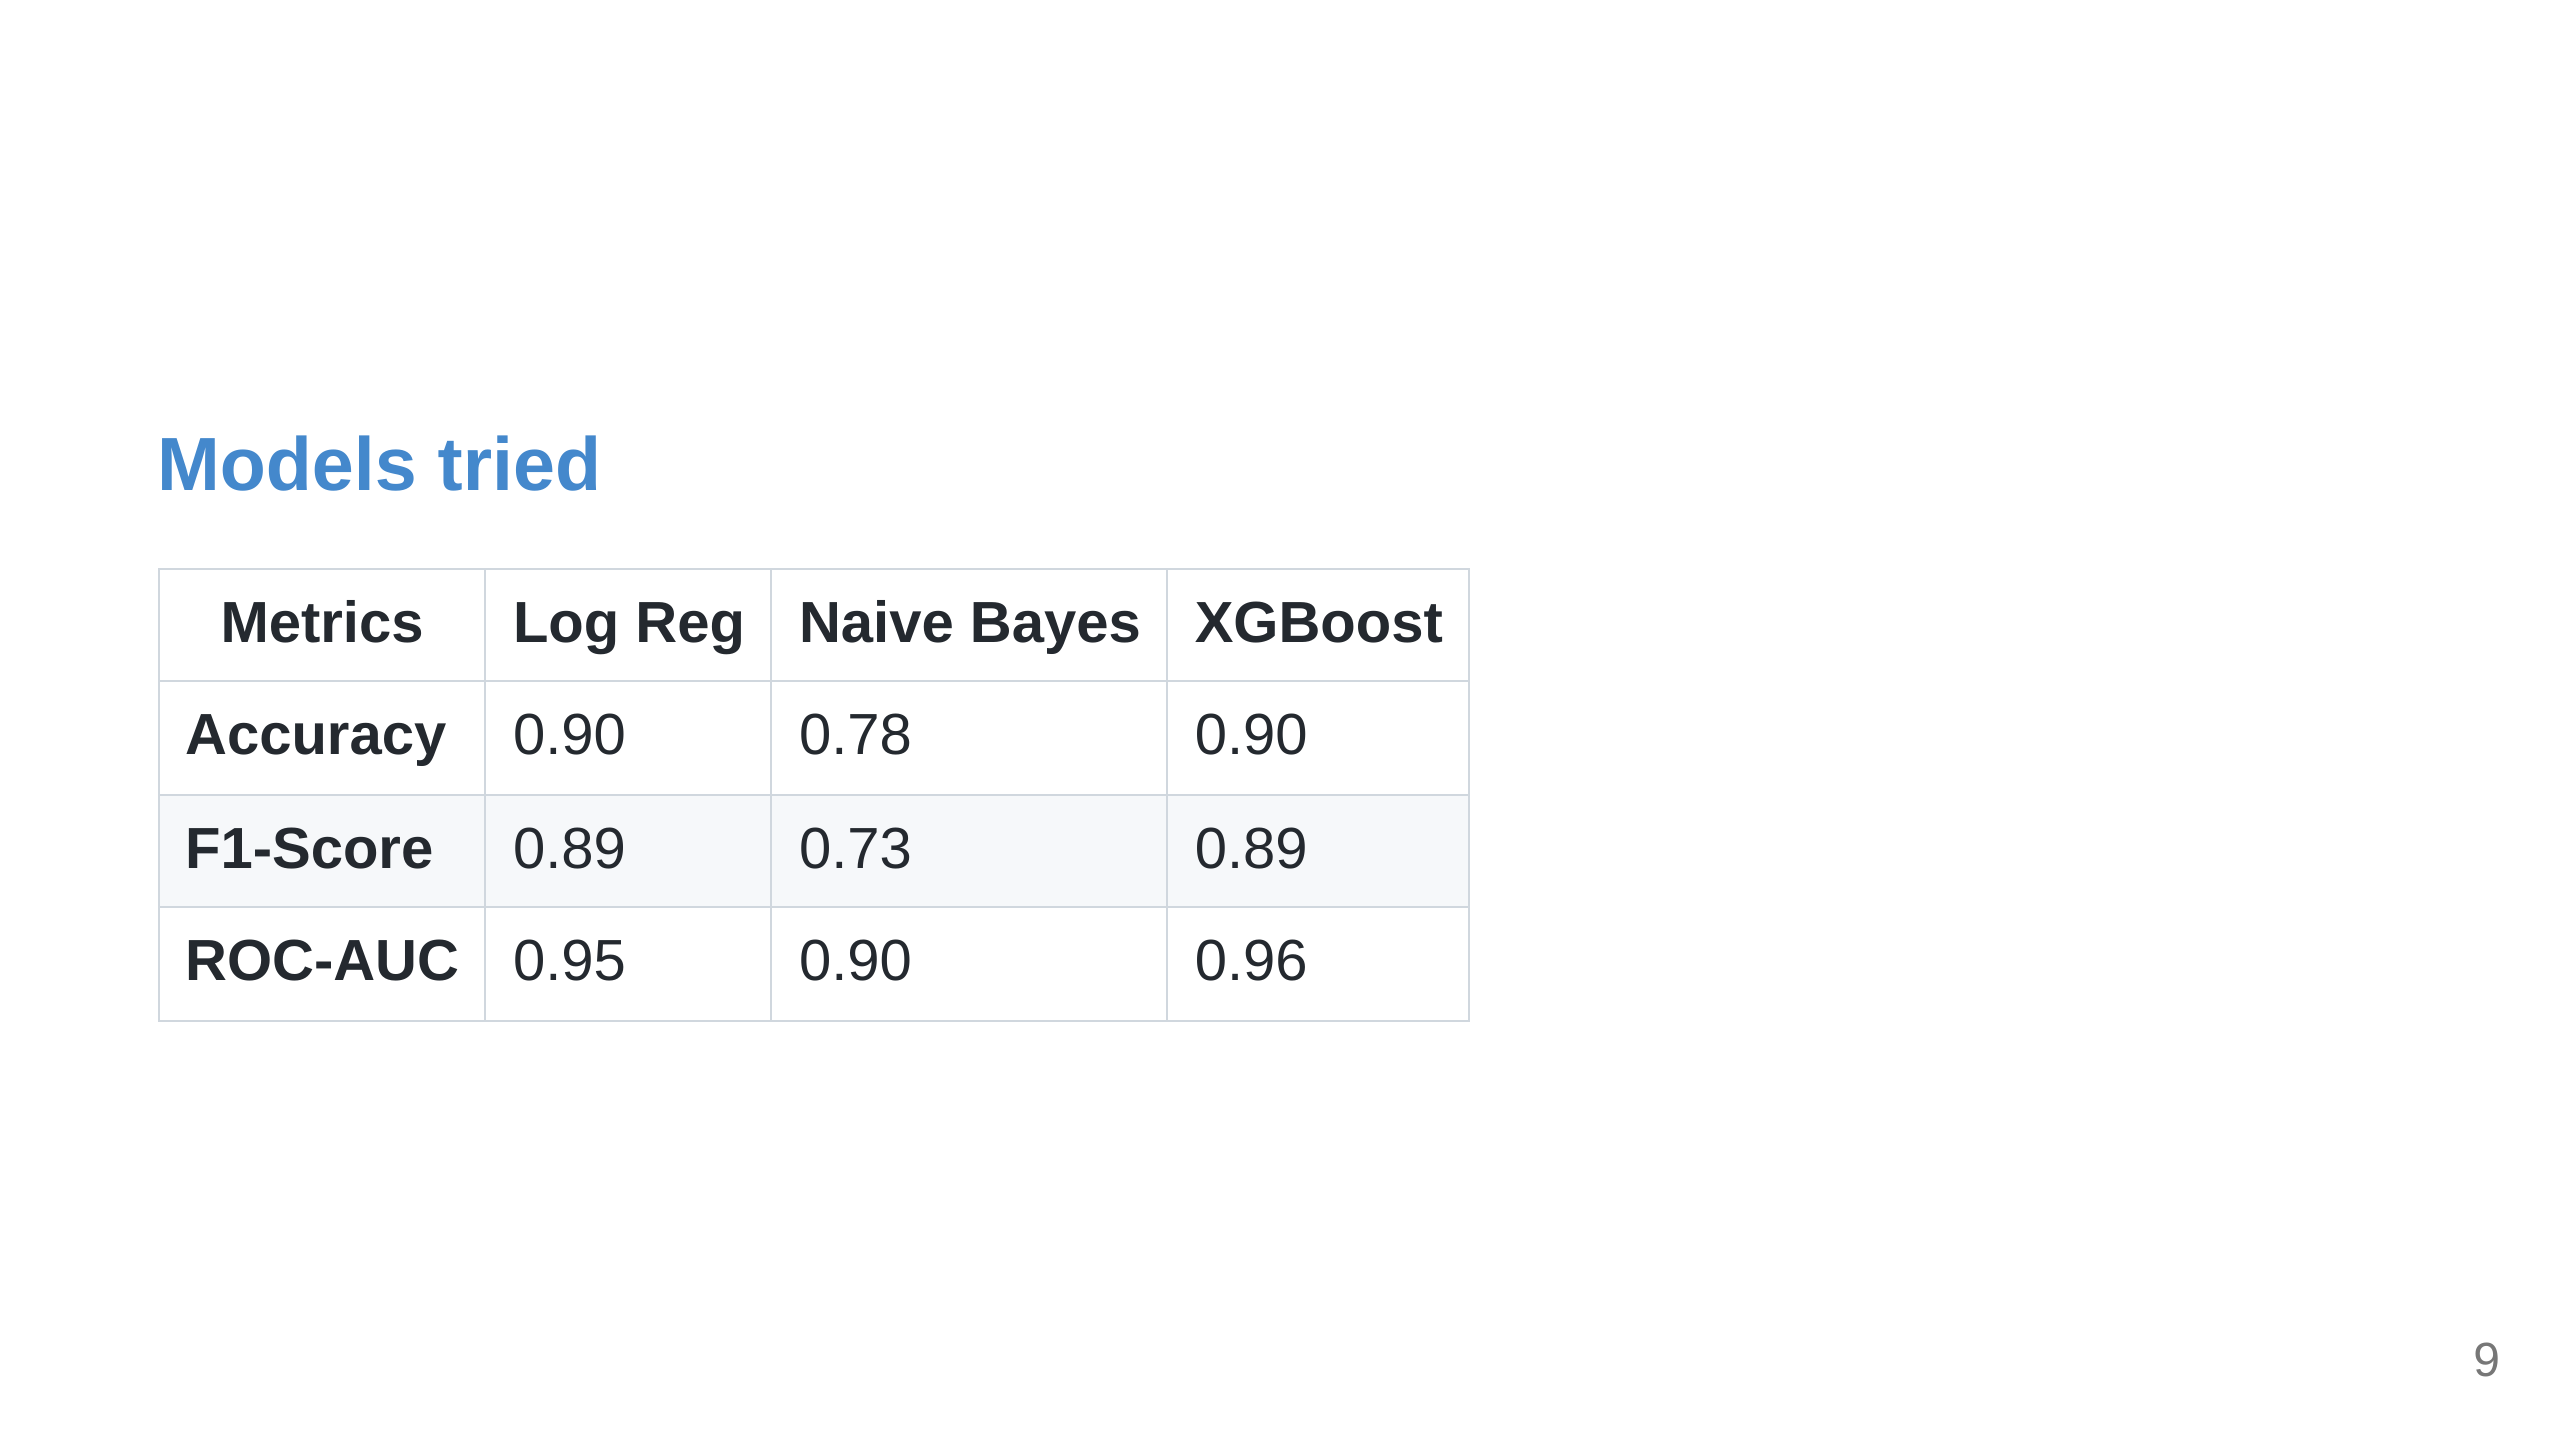 Models tried
Metrics Log Reg Naive Bayes XGBoost
Accuracy 0.90 0.78 0.90
F1-Score 0.89 0.73 0.89
ROC-AUC 0.95 0.90 0.96
9